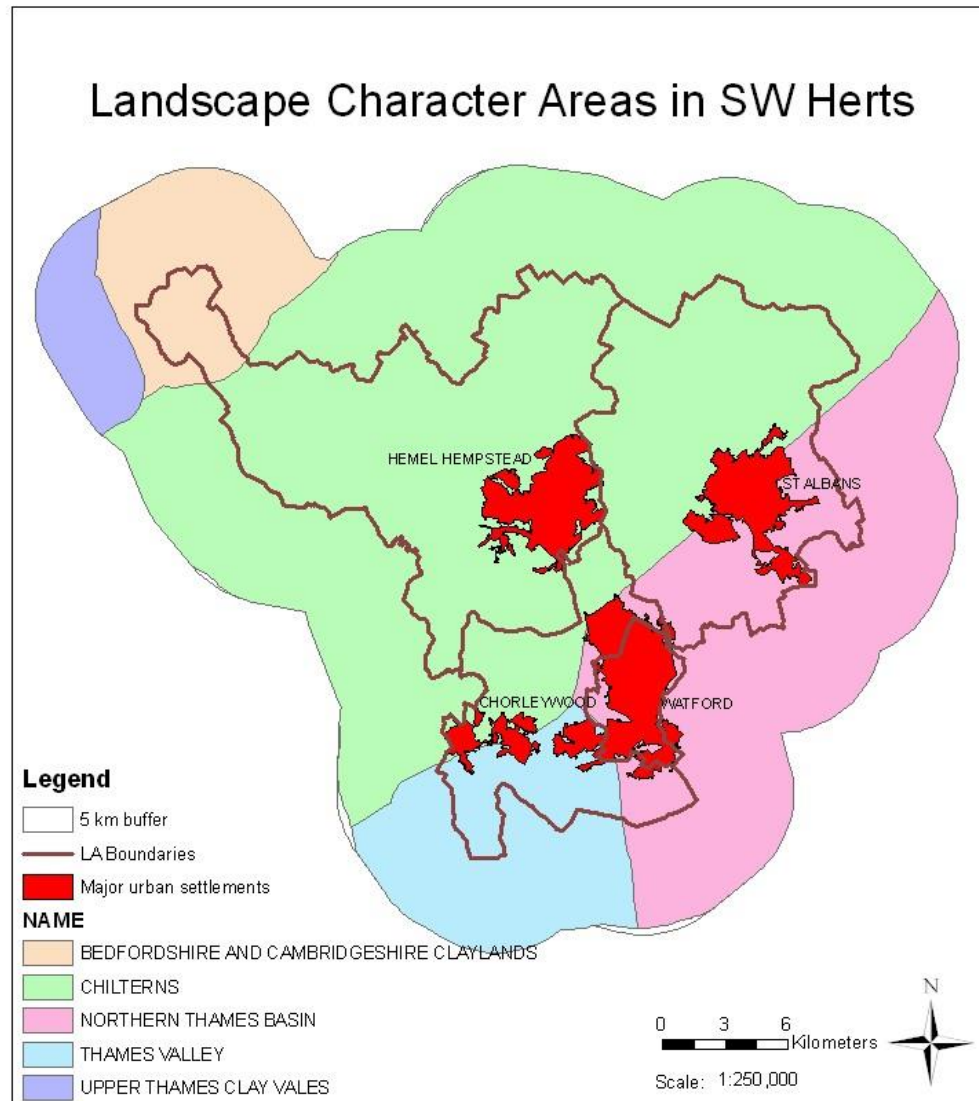 Landscape Character Areas in SW Herts
HEMEL HEMPSTEAD
ST ALBANS
CHORLEYWOOD
WATFORD
Legend
5 km buffer
LA Boundaries
Major urban settlements
NAME
BEDFORDSHIRE AND CAMBRIDGESHIRE CLAYLANDS
CHILTERNS
NORTHERN THAMES BASIN
THAMES VALLEY
UPPER THAMES CLAY VALES
0 3 6
Kilometers
Scale: 1:250,000
N